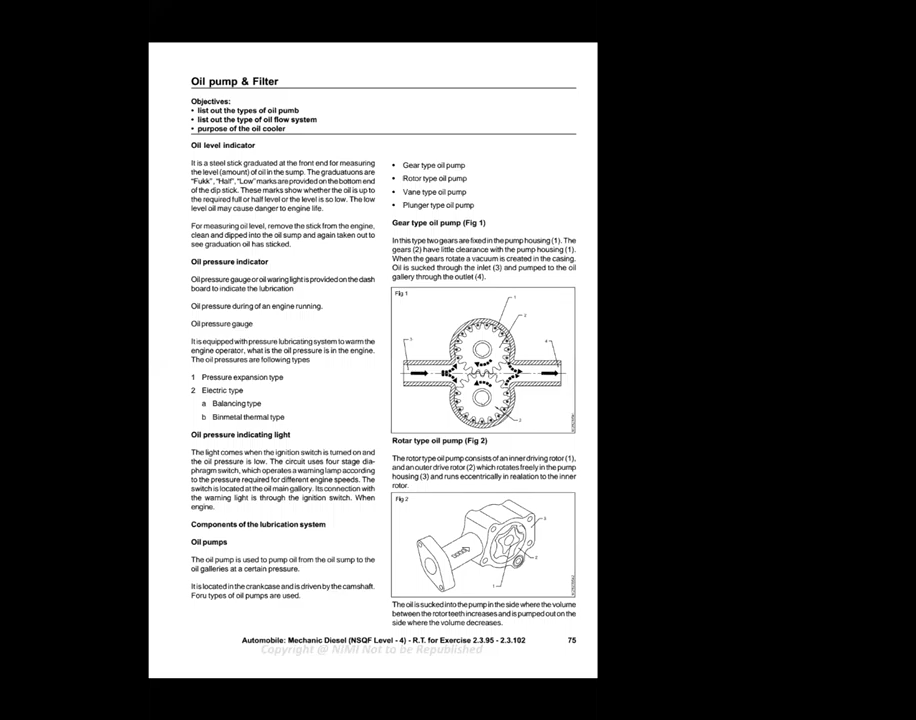 Oil pump & Filter
Objectives:
• list out the types of oil pumb
• list out the type of oil flow system
• purpose of the oil cooler
Oil level indicator
It is a steel stick graduated at the front end for measuring
the level (amount) of oil in the sump. The graduatuons are
"Fukk", "Half", "Low" marks are provided on the bottom end
of the dip stick. These marks show whether the oil is up to
the required full or half level or the level is so low. The low
level oil may cause danger to engine life.
For measuring oil level, remove the stick from the engine,
clean and dipped into the oil sump and again taken out to
see graduation oil has sticked.
Oil pressure indicator
Oil pressure gauge or oil waring light is provided on the dash
board to indicate the lubrication
Oil pressure during of an engine running.
Oil pressure gauge
It is equipped with pressure lubricating system to warm the
engine operator, what is the oil pressure is in the engine.
The oil pressures are following types
1 Pressure expansion type
2 Electric type
a Balancing type
b Binmetal thermal type
Oil pressure indicating light
The light comes when the ignition switch is turned on and
the oil pressure is low. The circuit uses four stage dia-
phragm switch, which operates a warning lamp according
to the pressure required for different engine speeds. The
switch is located at the oil main gallory. Its connection with
the warning light is through the ignition switch. When
engine.
Components of the lubrication system
Oil pumps
The oil pump is used to pump oil from the oil sump to the
oil galleries at a certain pressure.
It is located in the crankcase and is driven by the camshaft.
Foru types of oil pumps are used.
• Gear type oil pump
• Rotor type oil pump
• Vane type oil pump
• Plunger type oil pump
Gear type oil pump (Fig 1)
In this type two gears are fixed in the pump housing (1). The
gears (2) have little clearance with the pump housing (1).
When the gears rotate a vacuum is created in the casing.
Oil is sucked through the inlet (3) and pumped to the oil
gallery through the outlet (4).
Fig 1
1
2
3
4
2
Rotar type oil pump (Fig 2)
The rotor type oil pump consists of an inner driving rotor (1),
and an outer drive rotor (2) which rotates freely in the pump
housing (3) and runs eccentrically in realation to the inner
rotor.
Fig 2
3
2
1
The oil is sucked into the pump in the side where the volume
between the rotor teeth increases and is pumped out on the
side where the volume decreases.
Automobile: Mechanic Diesel (NSQF Level - 4) - R.T. for Exercise 2.3.95 - 2.3.102 75
Copyright @ NIMI Not to be Republished